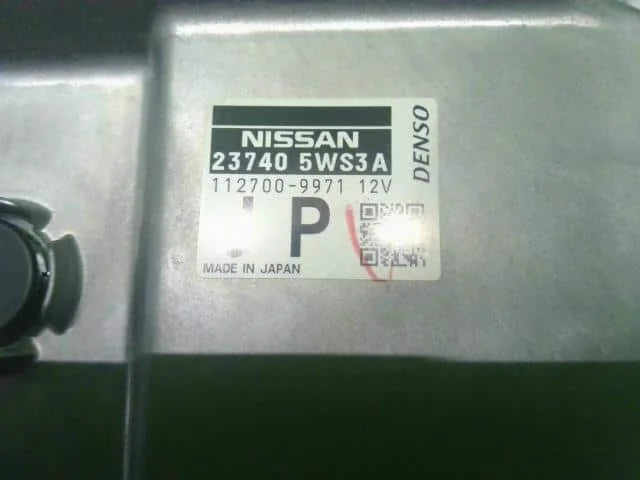 NISSAN
23740 5WS3A
112700-9971 12V
J P
MADE IN JAPAN
DENSO